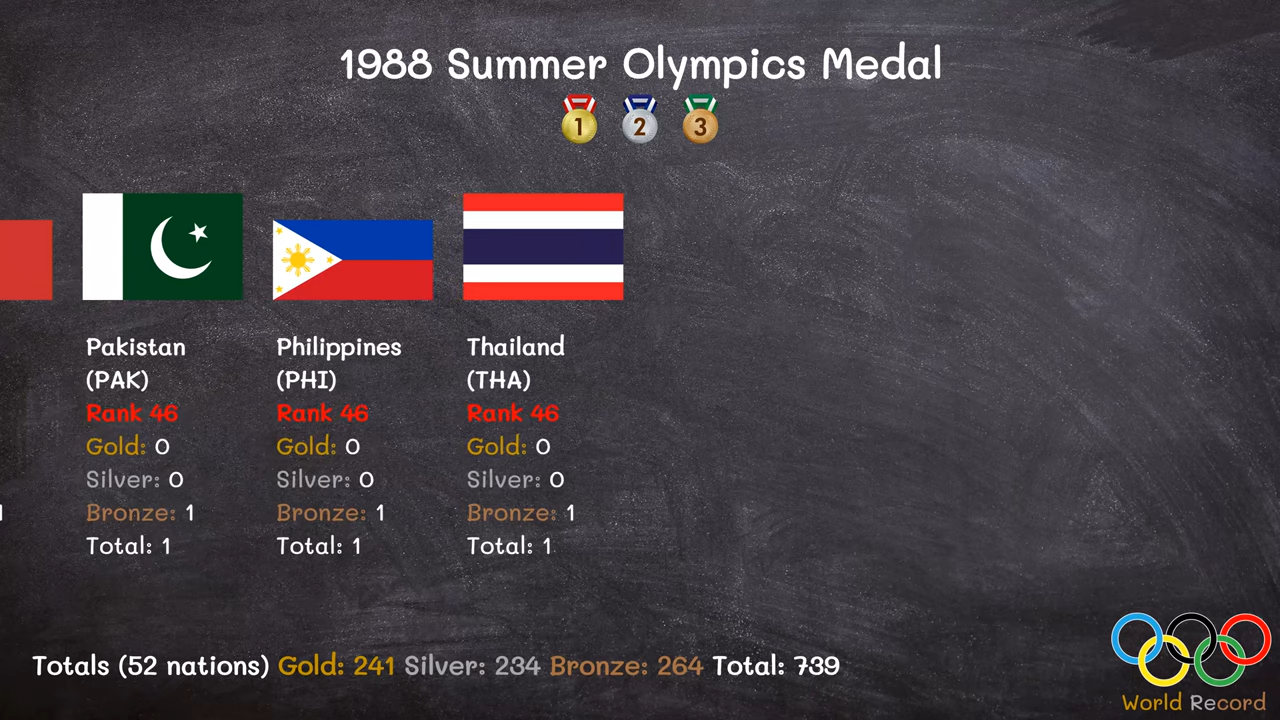 1988 Summer Olympics Medal
1 2 3
Pakistan
(PAK)
Rank 46
Gold: 0
Silver: 0
Bronze: 1
Total: 1
Philippines
(PHI)
Rank 46
Gold: 0
Silver: 0
Bronze: 1
Total: 1
Thailand
(THA)
Rank 46
Gold: 0
Silver: 0
Bronze: 1
Total: 1
Totals (52 nations) Gold: 241 Silver: 234 Bronze: 264 Total: 739
World Record